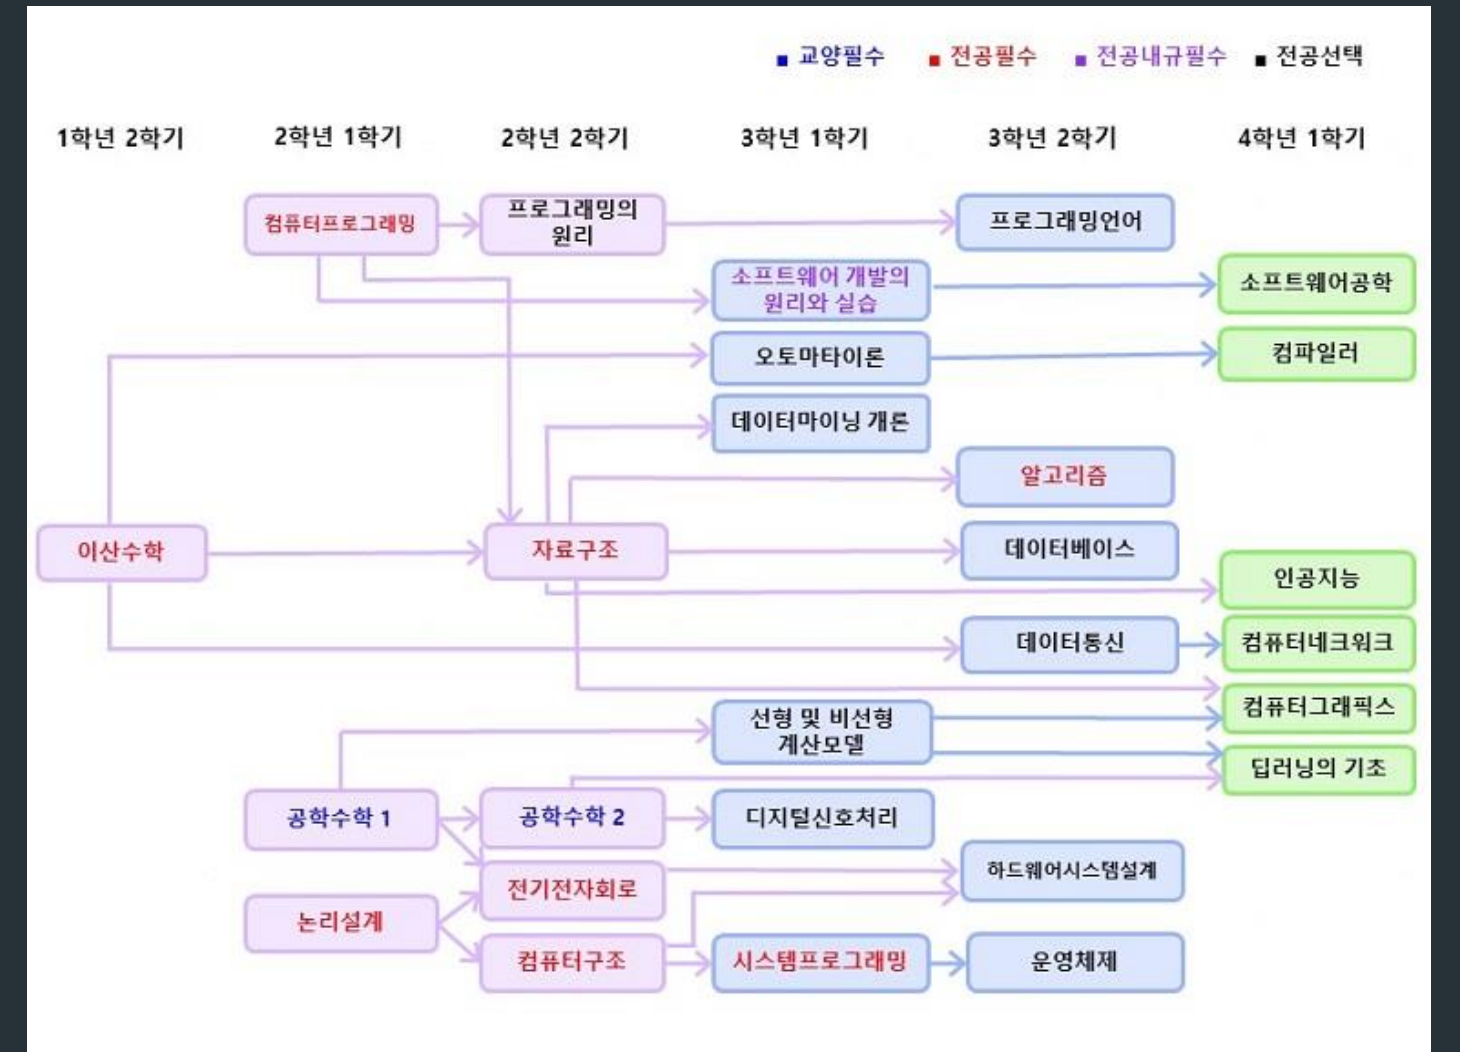 ■ 교양필수 ■ 전공필수 ■ 전공내규필수 ■ 전공선택
1학년 2학기 2학년 1학기 2학년 2학기 3학년 1학기 3학년 2학기 4학년 1학기
컴퓨터프로그래밍
프로그래밍의
원리
프로그래밍언어
소프트웨어 개발의
원리와 실습
소프트웨어공학
오토마타이론
컴파일러
데이터마이닝 개론
알고리즘
이산수학
자료구조
데이터베이스
인공지능
데이터통신
컴퓨터네크워크
컴퓨터그래픽스
선형 및 비선형
계산모델
딥러닝의 기초
공학수학 1
공학수학 2
디지털신호처리
전기전자회로
하드웨어시스템설계
논리설계
컴퓨터구조
시스템프로그래밍
운영체제